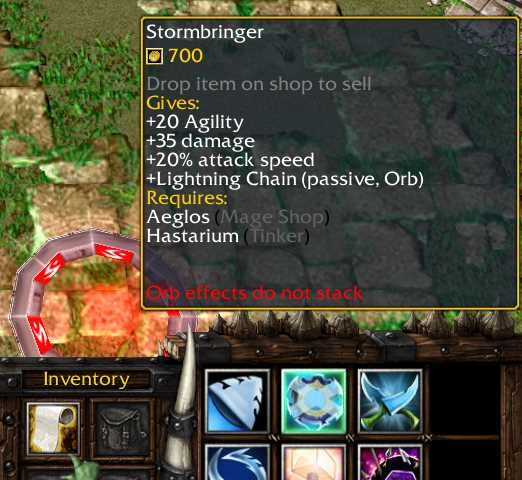 Stormbringer
700
Drop item on shop to sell
Gives:
+20 Agility
+35 damage
+20% attack speed
+Lightning Chain (passive, Orb)
Requires:
Aeglos (Mage Shop)
Hastarium (Tinker)
Orb effects do not stack
Inventory